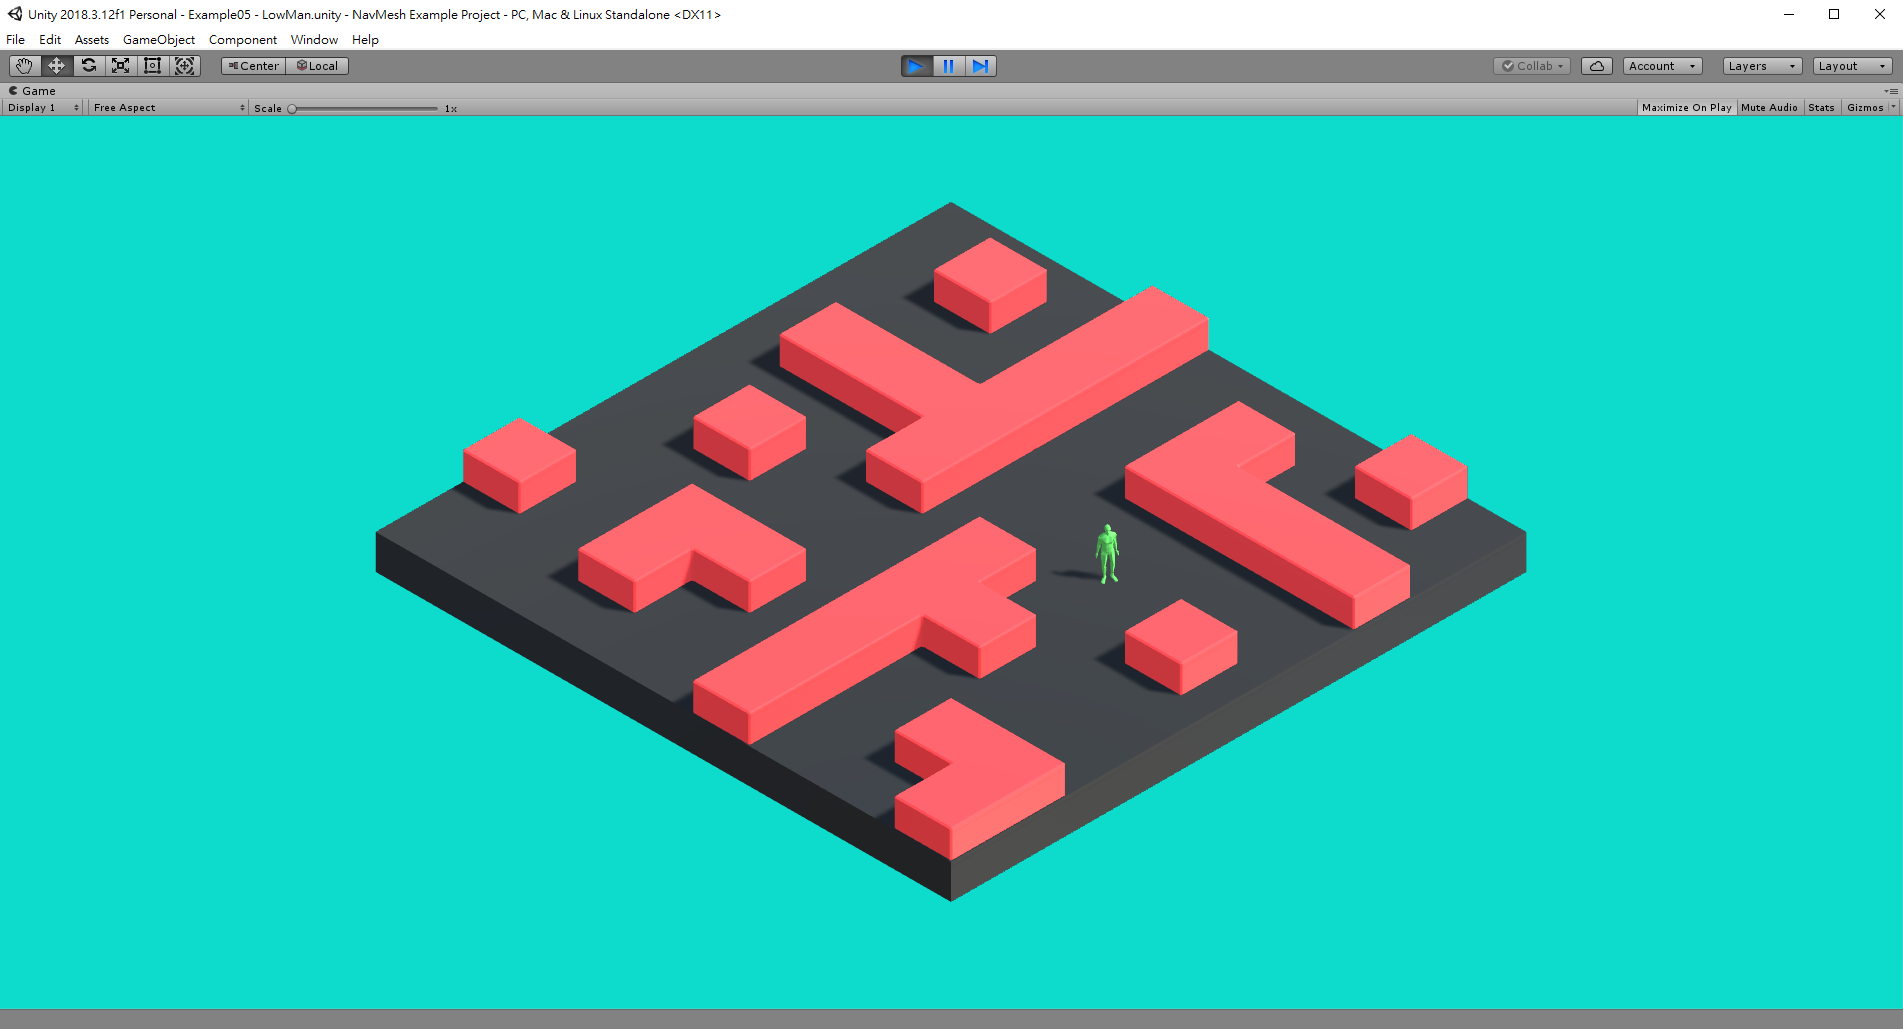 Unity 2018.3.12f1 Personal - Example05 - LowMan.unity - NavMesh Example Project - PC, Mac & Linux Standalone <DX11>
File Edit Assets GameObject Component Window Help
Center Local Collab Account Layers Layout
Game
Display 1 Free Aspect Scale 1x Maximize On Play Mute Audio Stats Gizmos